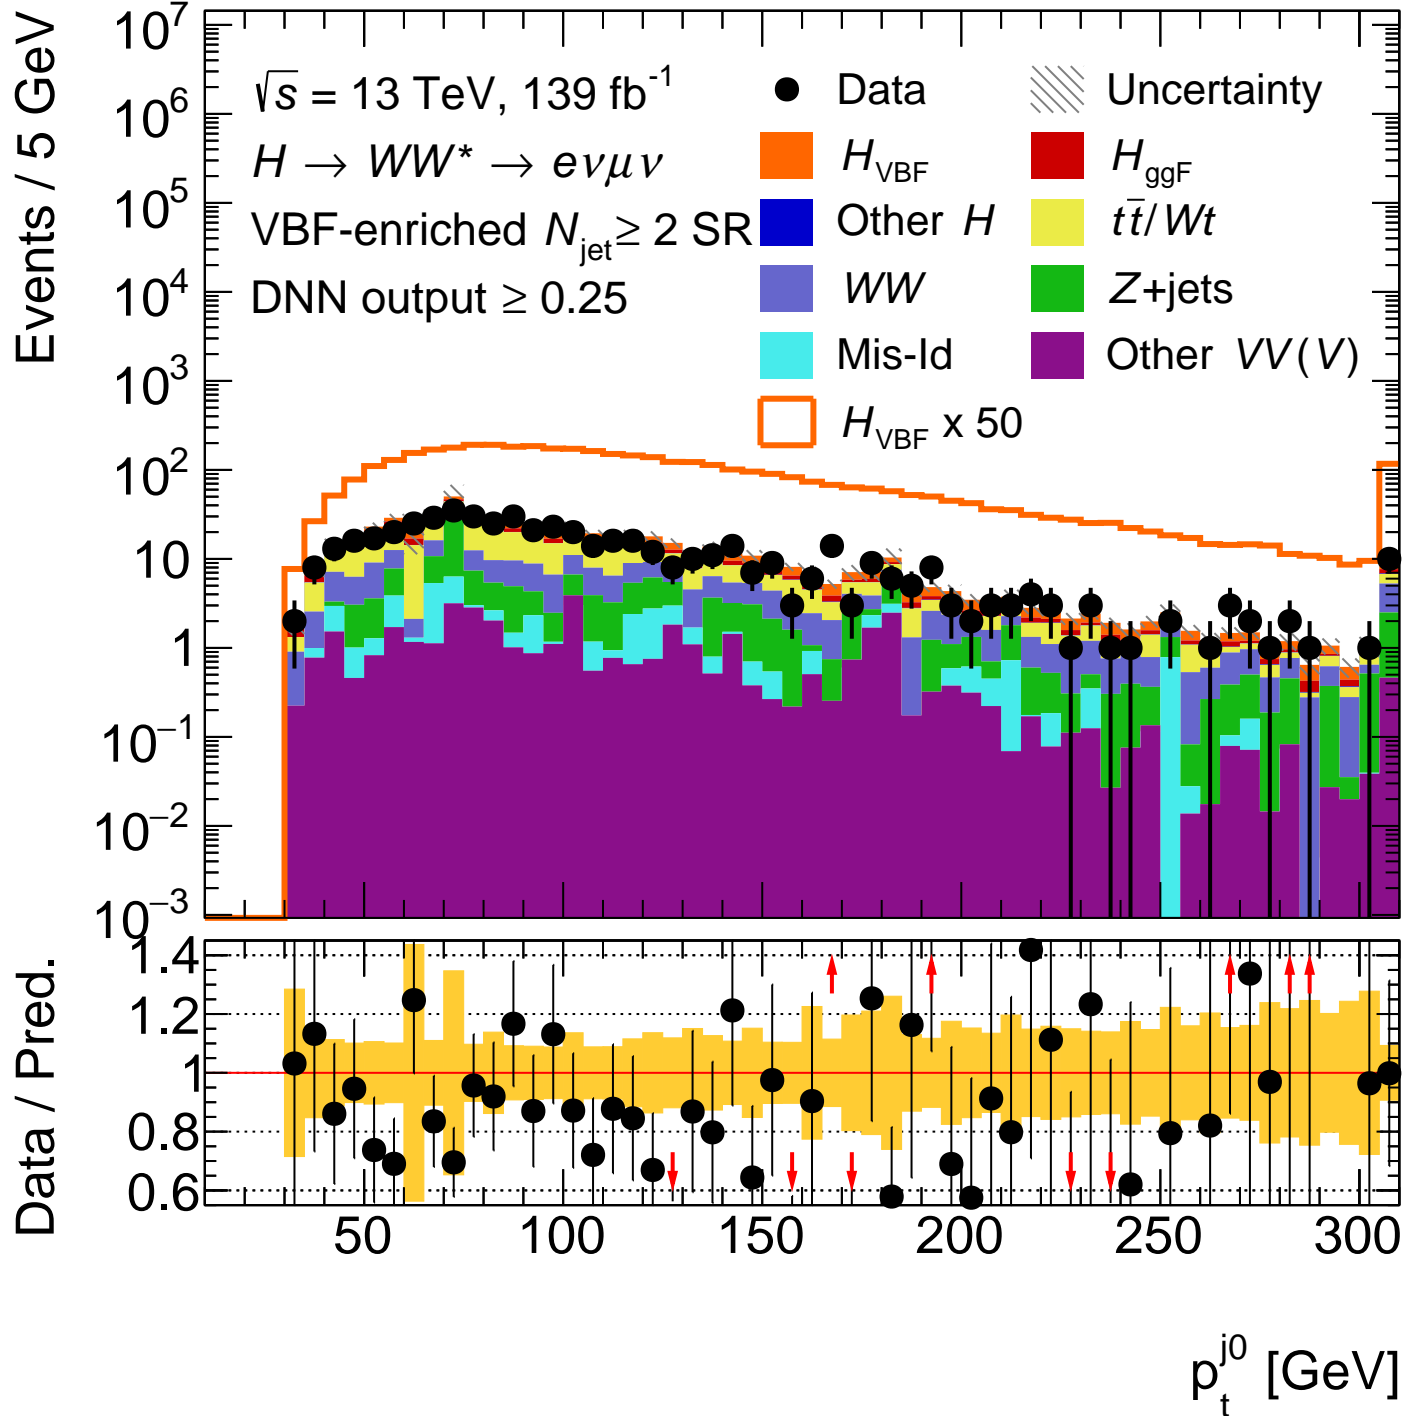 Events / 5 GeV
10⁷
10⁶
10⁵
10⁴
10³
10²
10
1
10⁻¹
10⁻²
10⁻³
√s = 13 TeV, 139 fb⁻¹
H → WW* → eνμν
VBF-enriched N_jet ≥ 2 SR
DNN output ≥ 0.25
Data
Uncertainty
H_VBF
H_ggF
Other H
tt̄/Wt
WW
Z+jets
Mis-Id
Other VV(V)
H_VBF x 50
Data / Pred.
1.4
1.2
1
0.8
0.6
50 100 150 200 250 300
p_t^j0 [GeV]